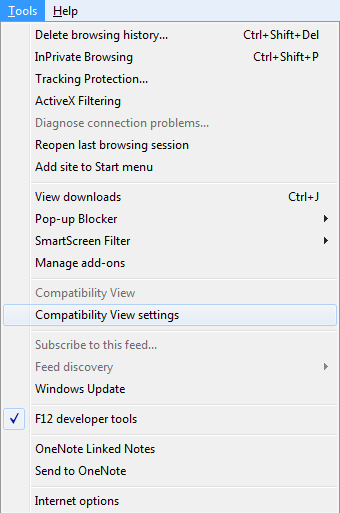 Tools Help
Delete browsing history... Ctrl+Shift+Del
InPrivate Browsing Ctrl+Shift+P
Tracking Protection...
ActiveX Filtering
Diagnose connection problems...
Reopen last browsing session
Add site to Start menu
View downloads Ctrl+J
Pop-up Blocker
SmartScreen Filter
Manage add-ons
Compatibility View
Compatibility View settings
Subscribe to this feed...
Feed discovery
Windows Update
F12 developer tools
OneNote Linked Notes
Send to OneNote
Internet options